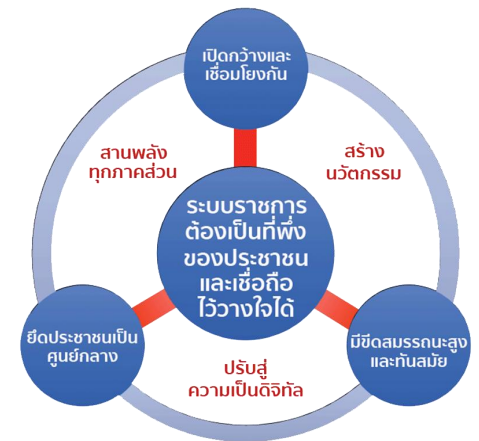 เปิดกว้างและ
เชื่อมโยงกัน
สานพลัง
ทุกภาคส่วน
สร้าง
นวัตกรรม
ระบบราชการ
ต้องเป็นที่พึ่ง
ของประชาชน
และเชื่อถือ
ไว้วางใจได้
ยึดประชาชนเป็น
ศูนย์กลาง
มีขีดสมรรถนะสูง
และทันสมัย
ปรับสู่
ความเป็นดิจิทัล